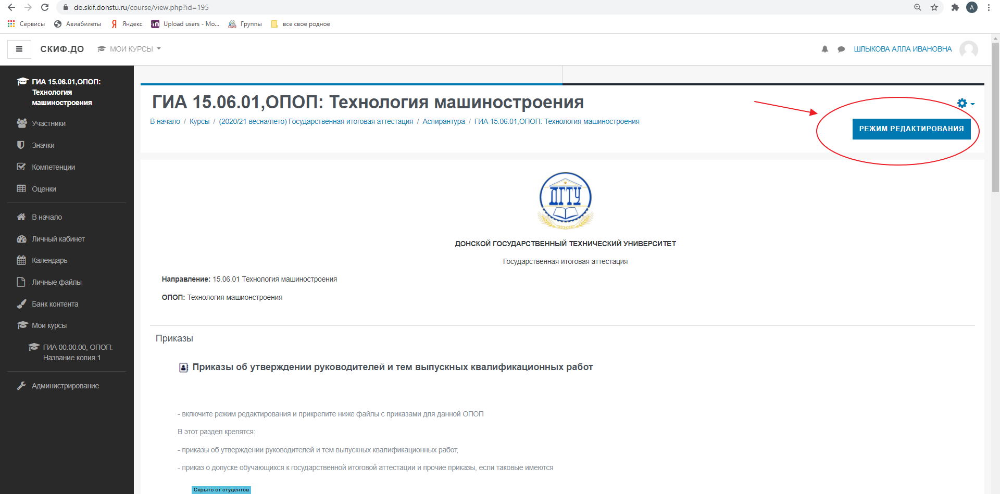 do.skif.donstu.ru/course/view.php?id=195
A
Сервисы
Авиабилеты
Я Яндекс
Upload users - Mo...
Группы
все свое родное
СКИФ.ДО
МОИ КУРСЫ
ШЛЫКОВА АЛЛА ИВАНОВНА
ГИА 15.06.01,ОПОП:
Технология
машиностроения
Участники
Значки
Компетенции
Оценки
В начало
Личный кабинет
Календарь
Личные файлы
Банк контента
Мои курсы
ГИА 00.00.00, ОПОП:
Название копия 1
Администрирование
ГИА 15.06.01,ОПОП: Технология машиностроения
В начало / Курсы / (2020/21 весна/лето) Государственная итоговая аттестация / Аспирантура / ГИА 15.06.01,ОПОП: Технология машиностроения
РЕЖИМ РЕДАКТИРОВАНИЯ
ДГТУ
ДОНСКОЙ ГОСУДАРСТВЕННЫЙ ТЕХНИЧЕСКИЙ УНИВЕРСИТЕТ
Государственная итоговая аттестация
Направление: 15.06.01 Технология машиностроения
ОПОП: Технология машионстроения
Приказы
Приказы об утверждении руководителей и тем выпускных квалификационных работ
- включите режим редактирования и прикрепите ниже файлы с приказами для данной ОПОП
В этот раздел крепятся:
- приказы об утверждении руководителей и тем выпускных квалификационных работ,
- приказ о допуске обучающихся к государственной итоговой аттестации и прочие приказы, если таковые имеются
Скрыто от студентов